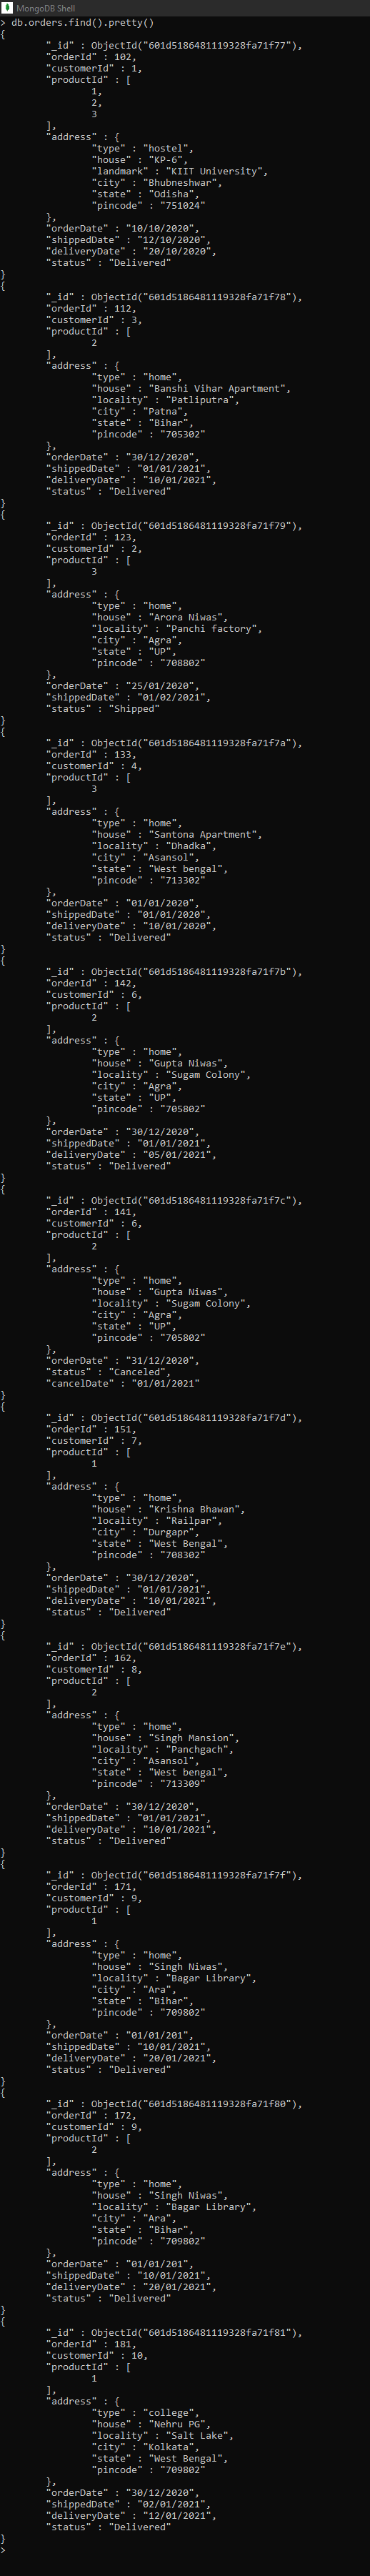 MongoDB Shell
> db.orders.find().pretty()
{
"_id" : ObjectId("601d5186481119328fa71f77"),
"orderId" : 102,
"customerId" : 1,
"productId" : [
1,
2,
3
],
"address" : {
"type" : "hostel",
"house" : "KP-6",
"landmark" : "KIIT University",
"city" : "Bhubneshwar",
"state" : "Odisha",
"pincode" : "751024"
},
"orderDate" : "10/10/2020",
"shippedDate" : "12/10/2020",
"deliveryDate" : "20/10/2020",
"status" : "Delivered"
}
{
"_id" : ObjectId("601d5186481119328fa71f78"),
"orderId" : 112,
"customerId" : 3,
"productId" : [
2
],
"address" : {
"type" : "home",
"house" : "Banshi Vihar Apartment",
"locality" : "Patliputra",
"city" : "Patna",
"state" : "Bihar",
"pincode" : "705302"
},
"orderDate" : "30/12/2020",
"shippedDate" : "01/01/2021",
"deliveryDate" : "10/01/2021",
"status" : "Delivered"
}
{
"_id" : ObjectId("601d5186481119328fa71f79"),
"orderId" : 123,
"customerId" : 2,
"productId" : [
3
],
"address" : {
"type" : "home",
"house" : "Arora Niwas",
"locality" : "Panchi factory",
"city" : "Agra",
"state" : "UP",
"pincode" : "708802"
},
"orderDate" : "25/01/2020",
"shippedDate" : "01/02/2021",
"status" : "Shipped"
}
{
"_id" : ObjectId("601d5186481119328fa71f7a"),
"orderId" : 133,
"customerId" : 4,
"productId" : [
3
],
"address" : {
"type" : "home",
"house" : "Santona Apartment",
"locality" : "Dhadka",
"city" : "Asansol",
"state" : "West bengal",
"pincode" : "713302"
},
"orderDate" : "01/01/2020",
"shippedDate" : "01/01/2020",
"deliveryDate" : "10/01/2020",
"status" : "Delivered"
}
{
"_id" : ObjectId("601d5186481119328fa71f7b"),
"orderId" : 142,
"customerId" : 6,
"productId" : [
2
],
"address" : {
"type" : "home",
"house" : "Gupta Niwas",
"locality" : "Sugam Colony",
"city" : "Agra",
"state" : "UP",
"pincode" : "705802"
},
"orderDate" : "30/12/2020",
"shippedDate" : "01/01/2021",
"deliveryDate" : "05/01/2021",
"status" : "Delivered"
}
{
"_id" : ObjectId("601d5186481119328fa71f7c"),
"orderId" : 141,
"customerId" : 6,
"productId" : [
2
],
"address" : {
"type" : "home",
"house" : "Gupta Niwas",
"locality" : "Sugam Colony",
"city" : "Agra",
"state" : "UP",
"pincode" : "705802"
},
"orderDate" : "31/12/2020",
"status" : "Canceled",
"cancelDate" : "01/01/2021"
}
{
"_id" : ObjectId("601d5186481119328fa71f7d"),
"orderId" : 151,
"customerId" : 7,
"productId" : [
1
],
"address" : {
"type" : "home",
"house" : "Krishna Bhawan",
"locality" : "Railpar",
"city" : "Durgapr",
"state" : "West Bengal",
"pincode" : "708302"
},
"orderDate" : "30/12/2020",
"shippedDate" : "01/01/2021",
"deliveryDate" : "10/01/2021",
"status" : "Delivered"
}
{
"_id" : ObjectId("601d5186481119328fa71f7e"),
"orderId" : 162,
"customerId" : 8,
"productId" : [
2
],
"address" : {
"type" : "home",
"house" : "Singh Mansion",
"locality" : "Panchgach",
"city" : "Asansol",
"state" : "West bengal",
"pincode" : "713309"
},
"orderDate" : "30/12/2020",
"shippedDate" : "01/01/2021",
"deliveryDate" : "10/01/2021",
"status" : "Delivered"
}
{
"_id" : ObjectId("601d5186481119328fa71f7f"),
"orderId" : 171,
"customerId" : 9,
"productId" : [
1
],
"address" : {
"type" : "home",
"house" : "Singh Niwas",
"locality" : "Bagar Library",
"city" : "Ara",
"state" : "Bihar",
"pincode" : "709802"
},
"orderDate" : "01/01/201",
"shippedDate" : "10/01/2021",
"deliveryDate" : "20/01/2021",
"status" : "Delivered"
}
{
"_id" : ObjectId("601d5186481119328fa71f80"),
"orderId" : 172,
"customerId" : 9,
"productId" : [
2
],
"address" : {
"type" : "home",
"house" : "Singh Niwas",
"locality" : "Bagar Library",
"city" : "Ara",
"state" : "Bihar",
"pincode" : "709802"
},
"orderDate" : "01/01/201",
"shippedDate" : "10/01/2021",
"deliveryDate" : "20/01/2021",
"status" : "Delivered"
}
{
"_id" : ObjectId("601d5186481119328fa71f81"),
"orderId" : 181,
"customerId" : 10,
"productId" : [
1
],
"address" : {
"type" : "college",
"house" : "Nehru PG",
"locality" : "Salt Lake",
"city" : "Kolkata",
"state" : "West Bengal",
"pincode" : "709802"
},
"orderDate" : "30/12/2020",
"shippedDate" : "02/01/2021",
"deliveryDate" : "12/01/2021",
"status" : "Delivered"
}
>